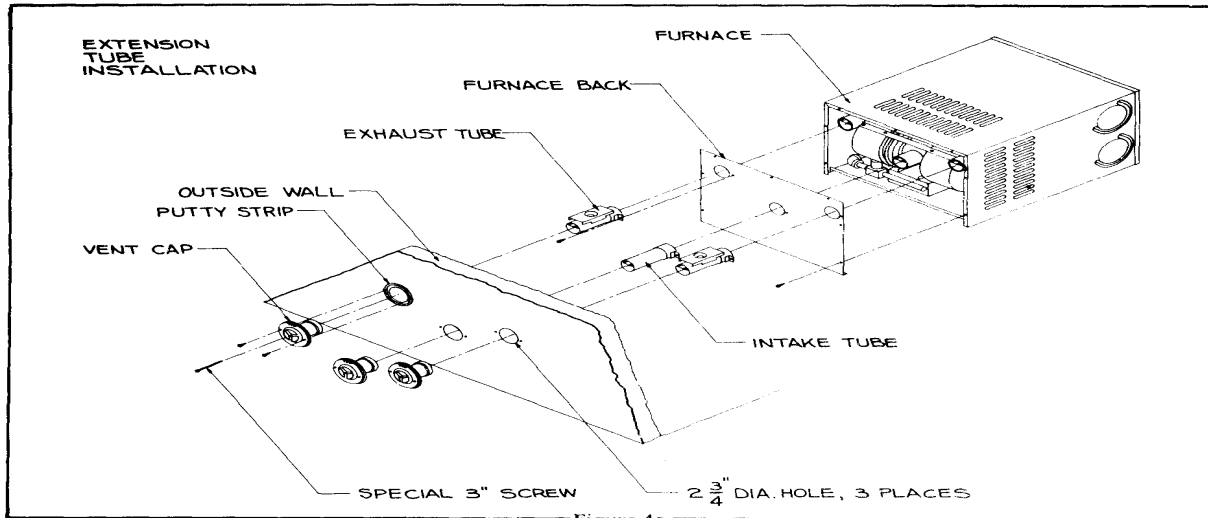 EXTENSION
TUBE
INSTALLATION
FURNACE
FURNACE BACK
EXHAUST TUBE
OUTSIDE WALL
PUTTY STRIP
VENT CAP
INTAKE TUBE
SPECIAL 3" SCREW
2 3/4" DIA. HOLE, 3 PLACES